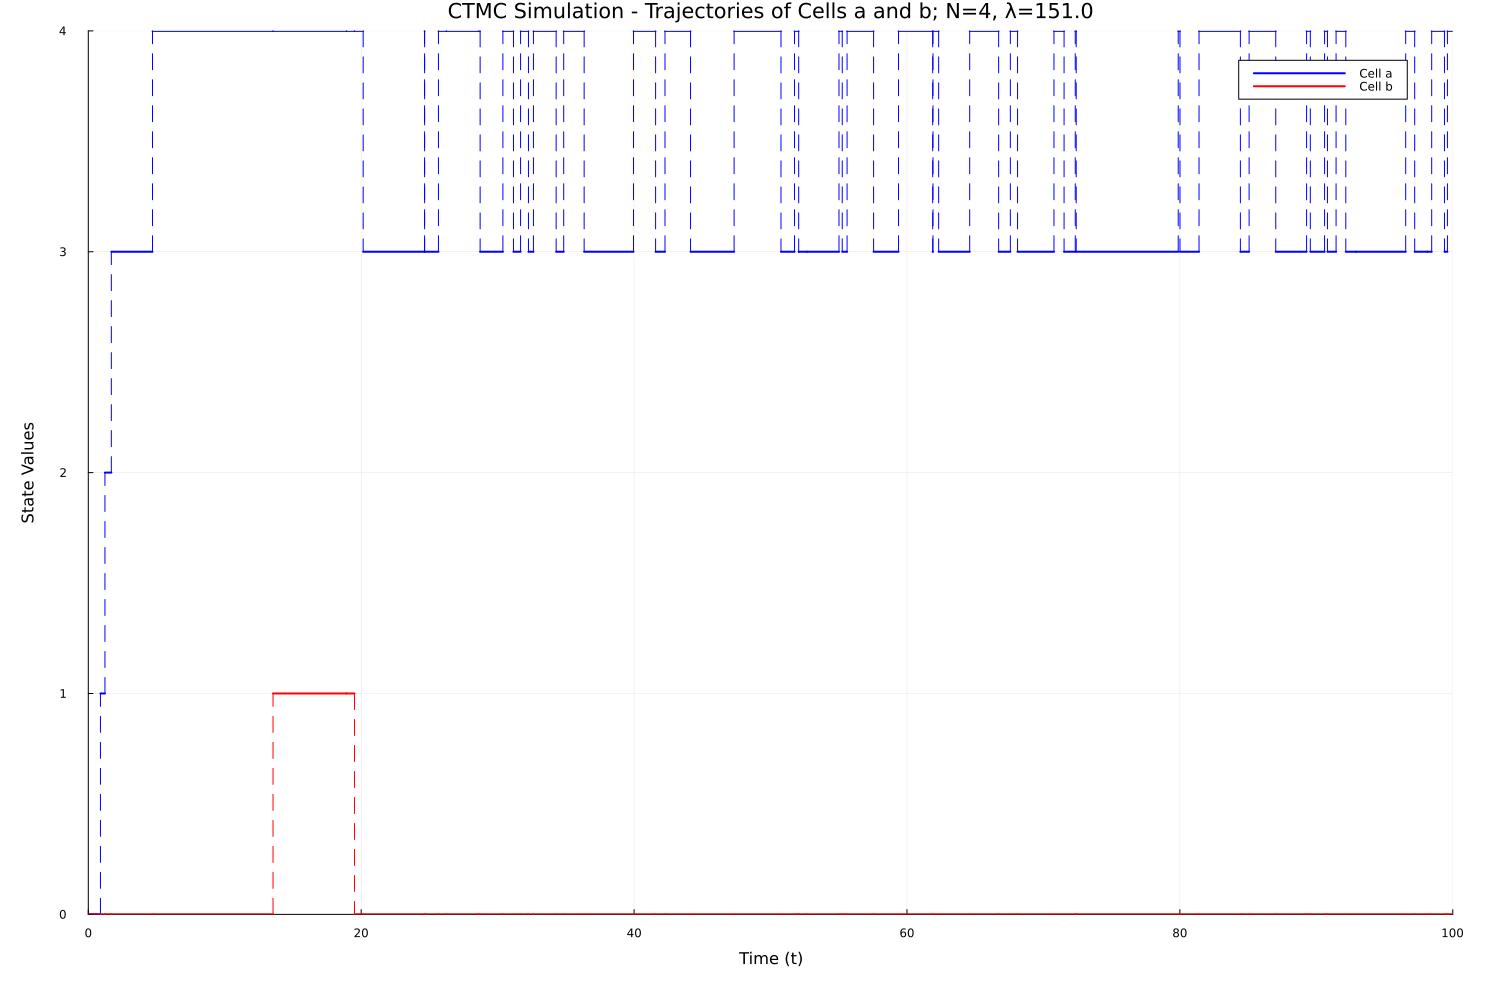 CTMC Simulation - Trajectories of Cells a and b; N=4, λ=151.0
4
Cell a
Cell b
3
State Values
2
1
0
0 20 40 60 80 100
Time (t)